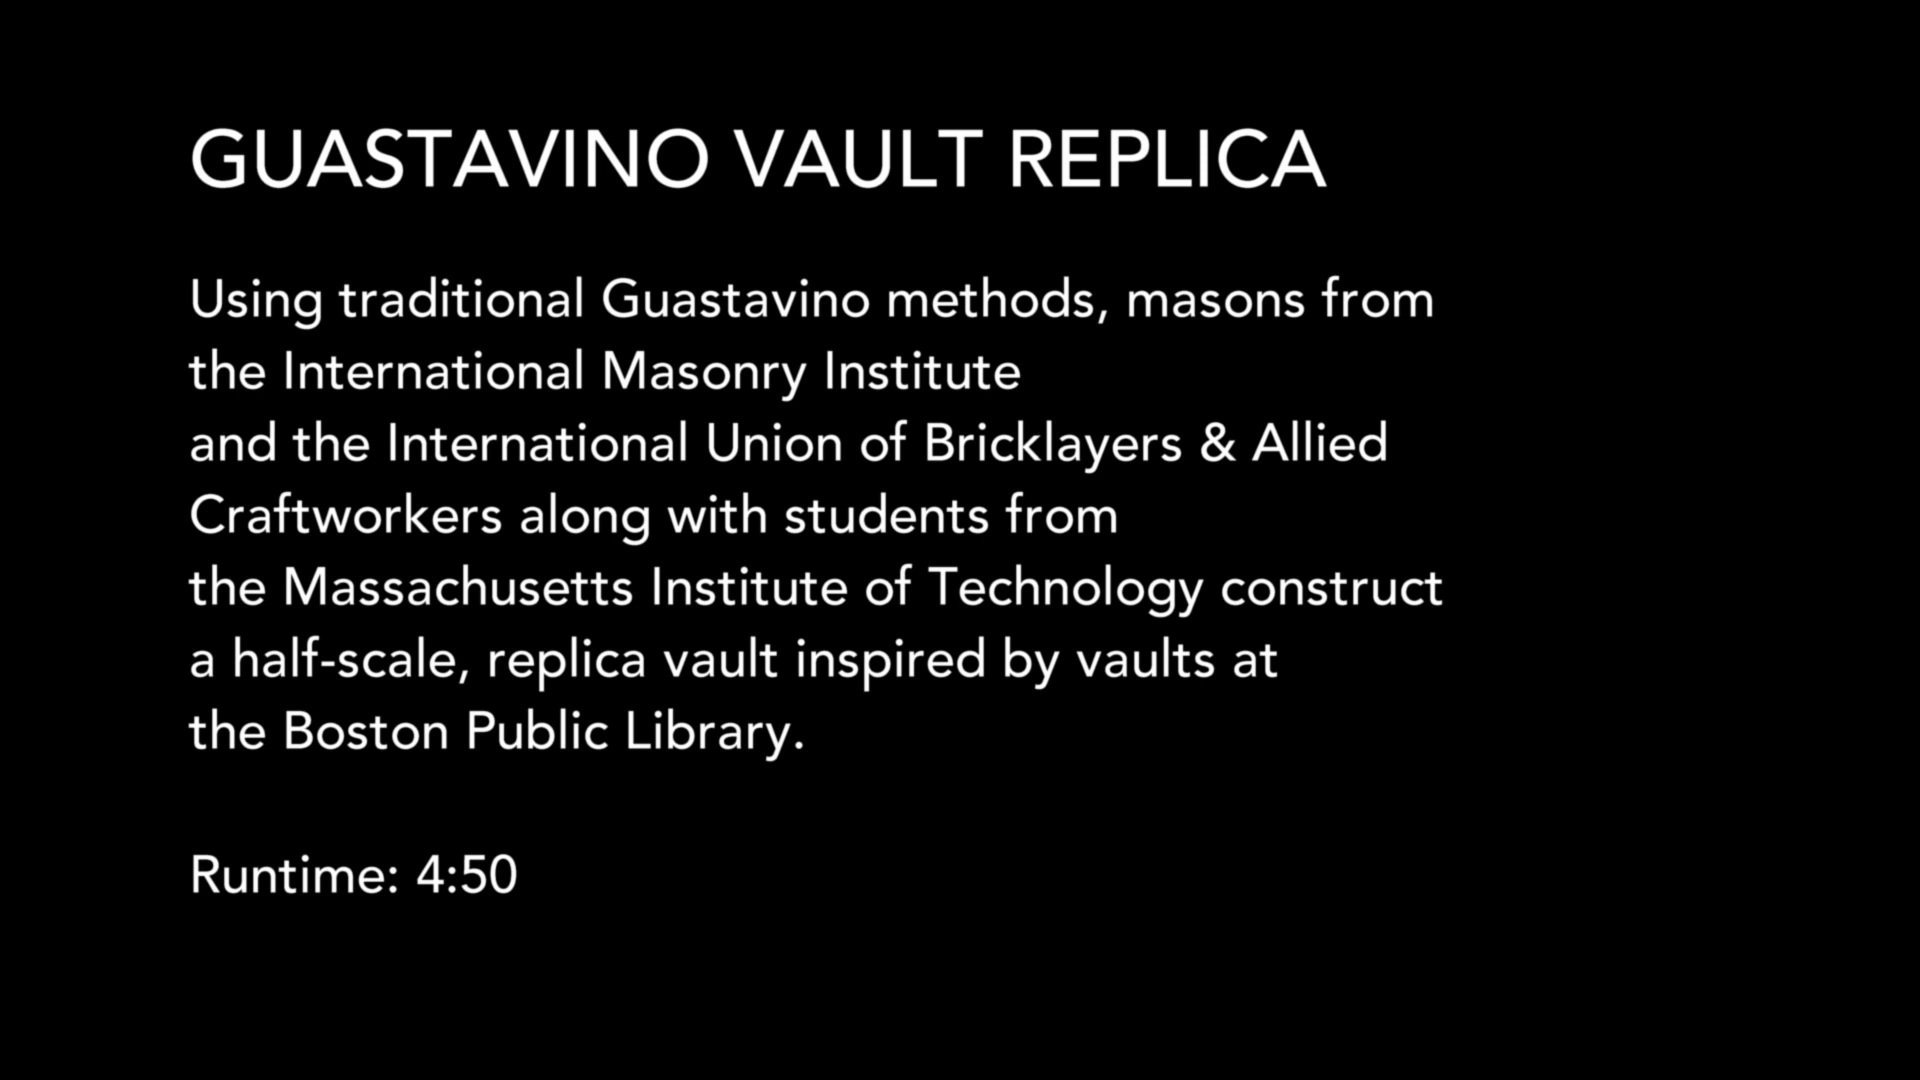 GUASTAVINO VAULT REPLICA
Using traditional Guastavino methods, masons from
the International Masonry Institute
and the International Union of Bricklayers & Allied
Craftworkers along with students from
the Massachusetts Institute of Technology construct
a half-scale, replica vault inspired by vaults at
the Boston Public Library.
Runtime: 4:50